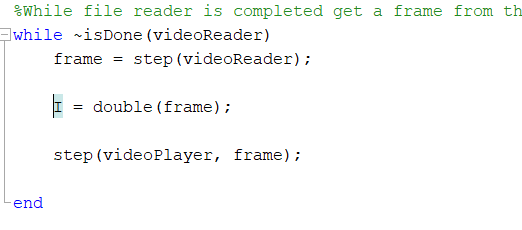 %While file reader is completed get a frame from th
while ~isDone(videoReader)
frame = step(videoReader);
I = double(frame);
step(videoPlayer, frame);
end